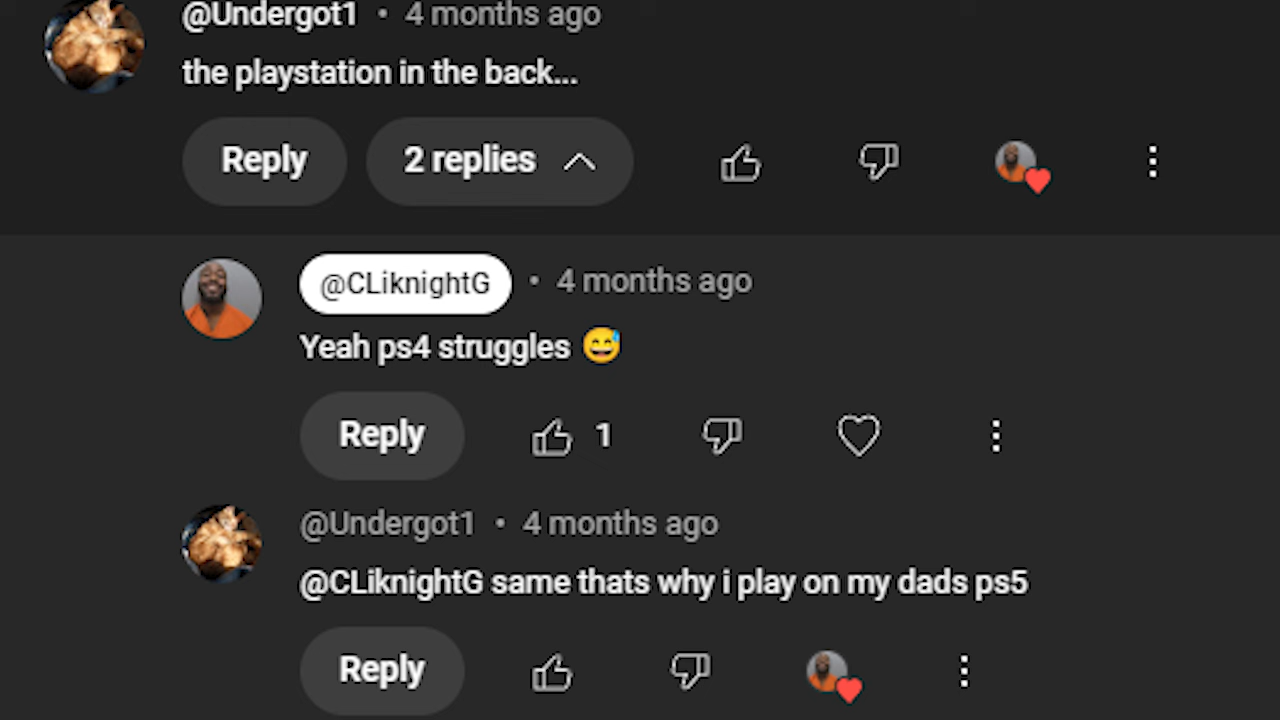 @Undergot1 • 4 months ago
the playstation in the back...
Reply 2 replies
@CLiknightG • 4 months ago
Yeah ps4 struggles 😅
Reply 1
@Undergot1 • 4 months ago
@CLiknightG same thats why i play on my dads ps5
Reply